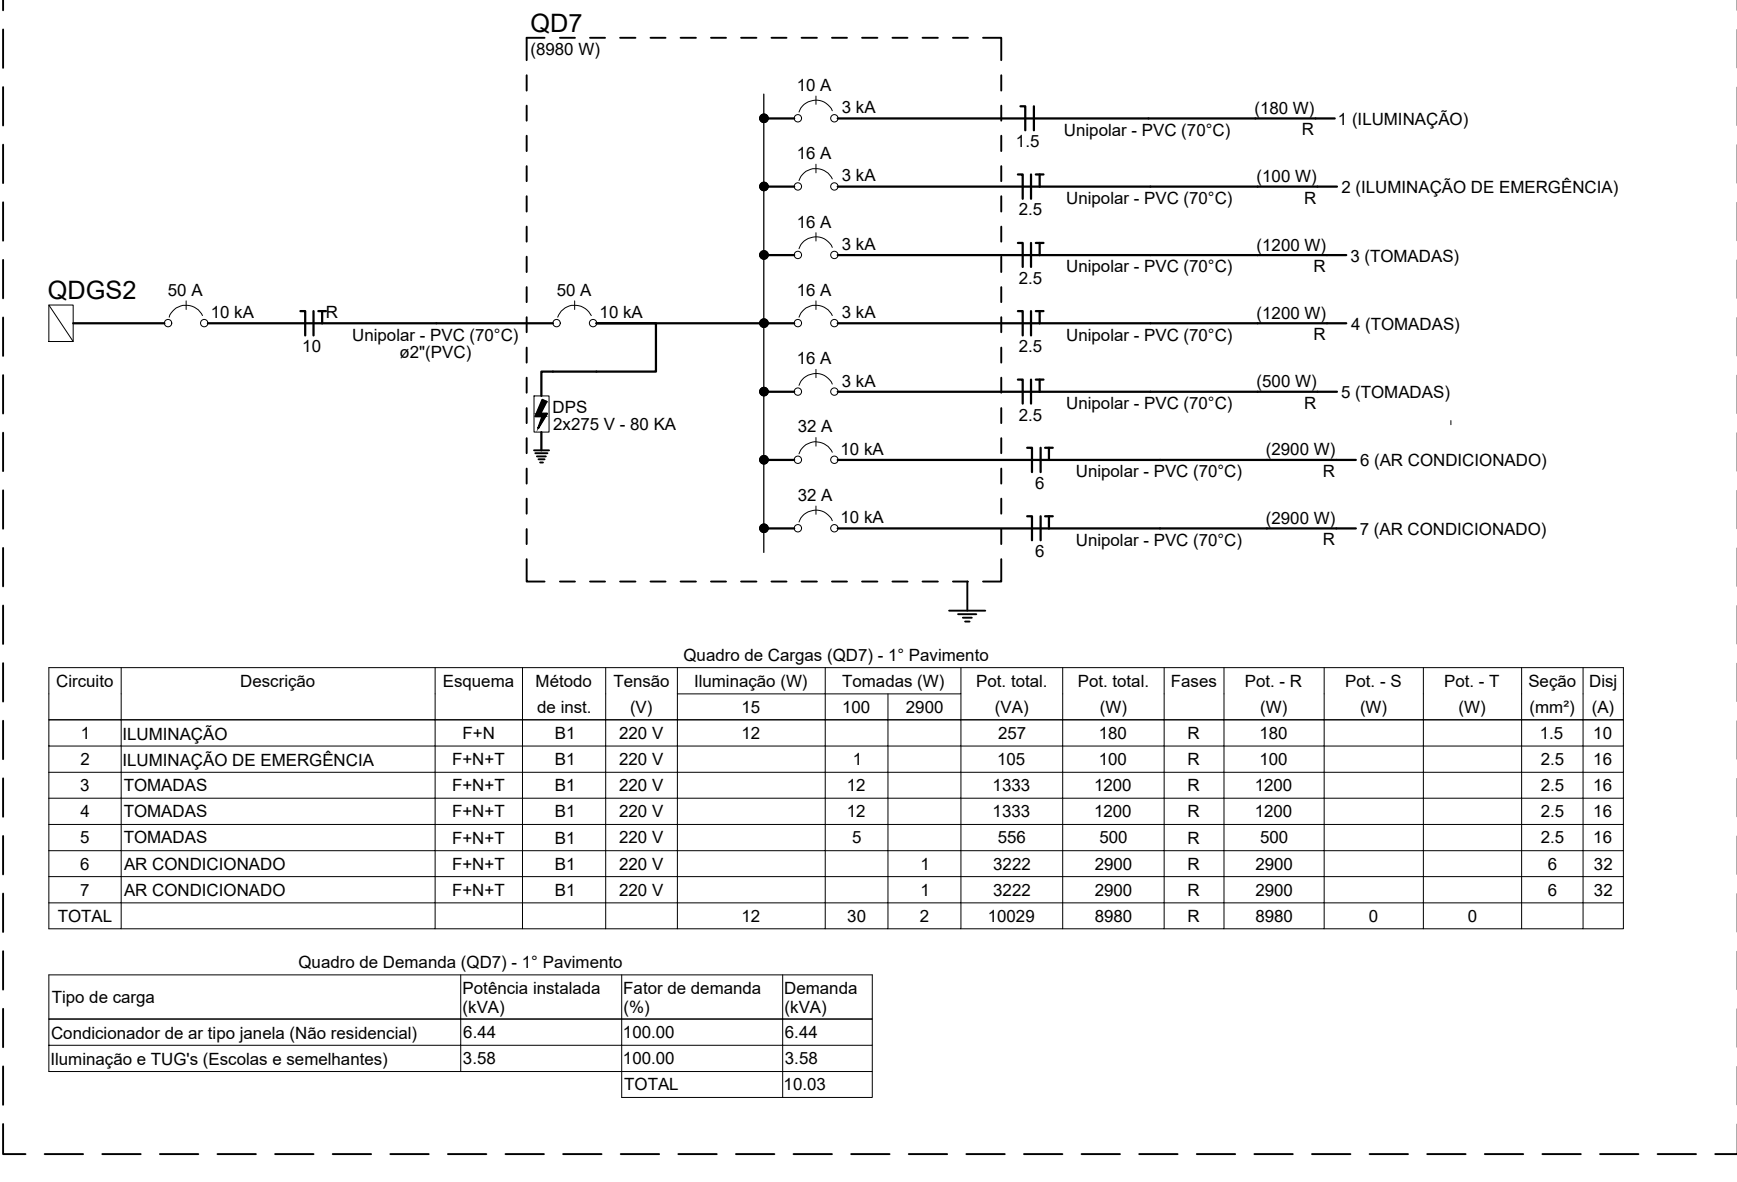 QD7
(8980 W)
10 A
3 kA
1.5
Unipolar - PVC (70°C)
(180 W)
R
1 (ILUMINAÇÃO)
16 A
3 kA
2.5
Unipolar - PVC (70°C)
(100 W)
R
2 (ILUMINAÇÃO DE EMERGÊNCIA)
16 A
3 kA
2.5
Unipolar - PVC (70°C)
(1200 W)
R
3 (TOMADAS)
QDGS2
50 A
10 kA
R
10
Unipolar - PVC (70°C)
ø2"(PVC)
50 A
10 kA
16 A
3 kA
2.5
Unipolar - PVC (70°C)
(1200 W)
R
4 (TOMADAS)
DPS
2x275 V - 80 KA
16 A
3 kA
2.5
Unipolar - PVC (70°C)
(500 W)
R
5 (TOMADAS)
32 A
10 kA
6
Unipolar - PVC (70°C)
(2900 W)
R
6 (AR CONDICIONADO)
32 A
10 kA
6
Unipolar - PVC (70°C)
(2900 W)
R
7 (AR CONDICIONADO)
Quadro de Cargas (QD7) - 1° Pavimento
Circuito Descrição Esquema Método Tensão Iluminação (W) Tomadas (W) Pot. total. Pot. total. Fases Pot. - R Pot. - S Pot. - T Seção Disj
de inst. (V) 15 100 2900 (VA) (W) (W) (W) (W) (mm²) (A)
1 ILUMINAÇÃO F+N B1 220 V 12 257 180 R 180 1.5 10
2 ILUMINAÇÃO DE EMERGÊNCIA F+N+T B1 220 V 1 105 100 R 100 2.5 16
3 TOMADAS F+N+T B1 220 V 12 1333 1200 R 1200 2.5 16
4 TOMADAS F+N+T B1 220 V 12 1333 1200 R 1200 2.5 16
5 TOMADAS F+N+T B1 220 V 5 556 500 R 500 2.5 16
6 AR CONDICIONADO F+N+T B1 220 V 1 3222 2900 R 2900 6 32
7 AR CONDICIONADO F+N+T B1 220 V 1 3222 2900 R 2900 6 32
TOTAL 12 30 2 10029 8980 R 8980 0 0
Quadro de Demanda (QD7) - 1° Pavimento
Tipo de carga Potência instalada Fator de demanda Demanda
(kVA) (%) (kVA)
Condicionador de ar tipo janela (Não residencial) 6.44 100.00 6.44
Iluminação e TUG's (Escolas e semelhantes) 3.58 100.00 3.58
TOTAL 10.03